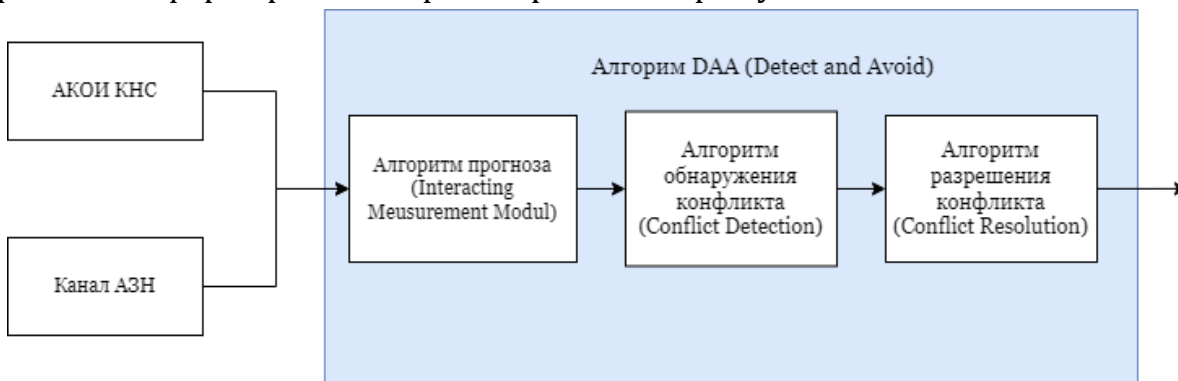 АКОИ КНС
Канал АЗН
Алгорим DAA (Detect and Avoid)
Алгоритм прогноза
(Interacting
Meusurement Modul)
Алгоритм
обнаружения
конфликта
(Conflict Detection)
Алгоритм
разрешения
конфликта
(Conflict Resolution)